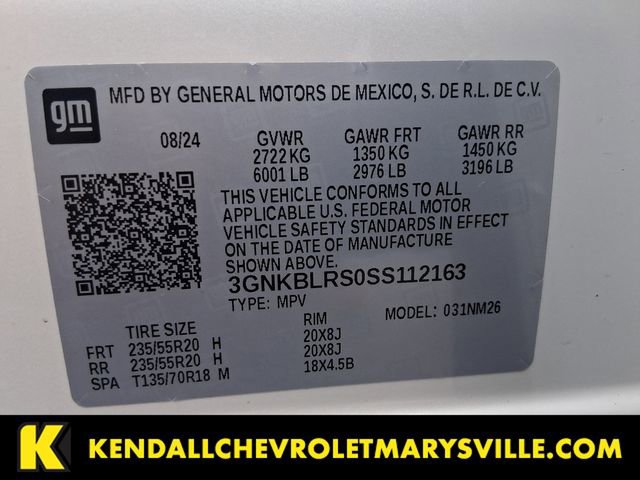 gm
MFD BY GENERAL MOTORS DE MEXICO, S. DE R.L. DE C.V.
08/24 GVWR GAWR FRT GAWR RR
2722 KG 1350 KG 1450 KG
6001 LB 2976 LB 3196 LB
THIS VEHICLE CONFORMS TO ALL
APPLICABLE U.S. FEDERAL MOTOR
VEHICLE SAFETY STANDARDS IN EFFECT
ON THE DATE OF MANUFACTURE
SHOWN ABOVE.
3GNKBLRS0SS112163
TYPE: MPV MODEL: 031NM26
TIRE SIZE RIM
FRT 235/55R20 H 20X8J
RR 235/55R20 H 20X8J
SPA T135/70R18 M 18X4.5B
K KENDALLCHEVROLETMARYSVILLE.COM